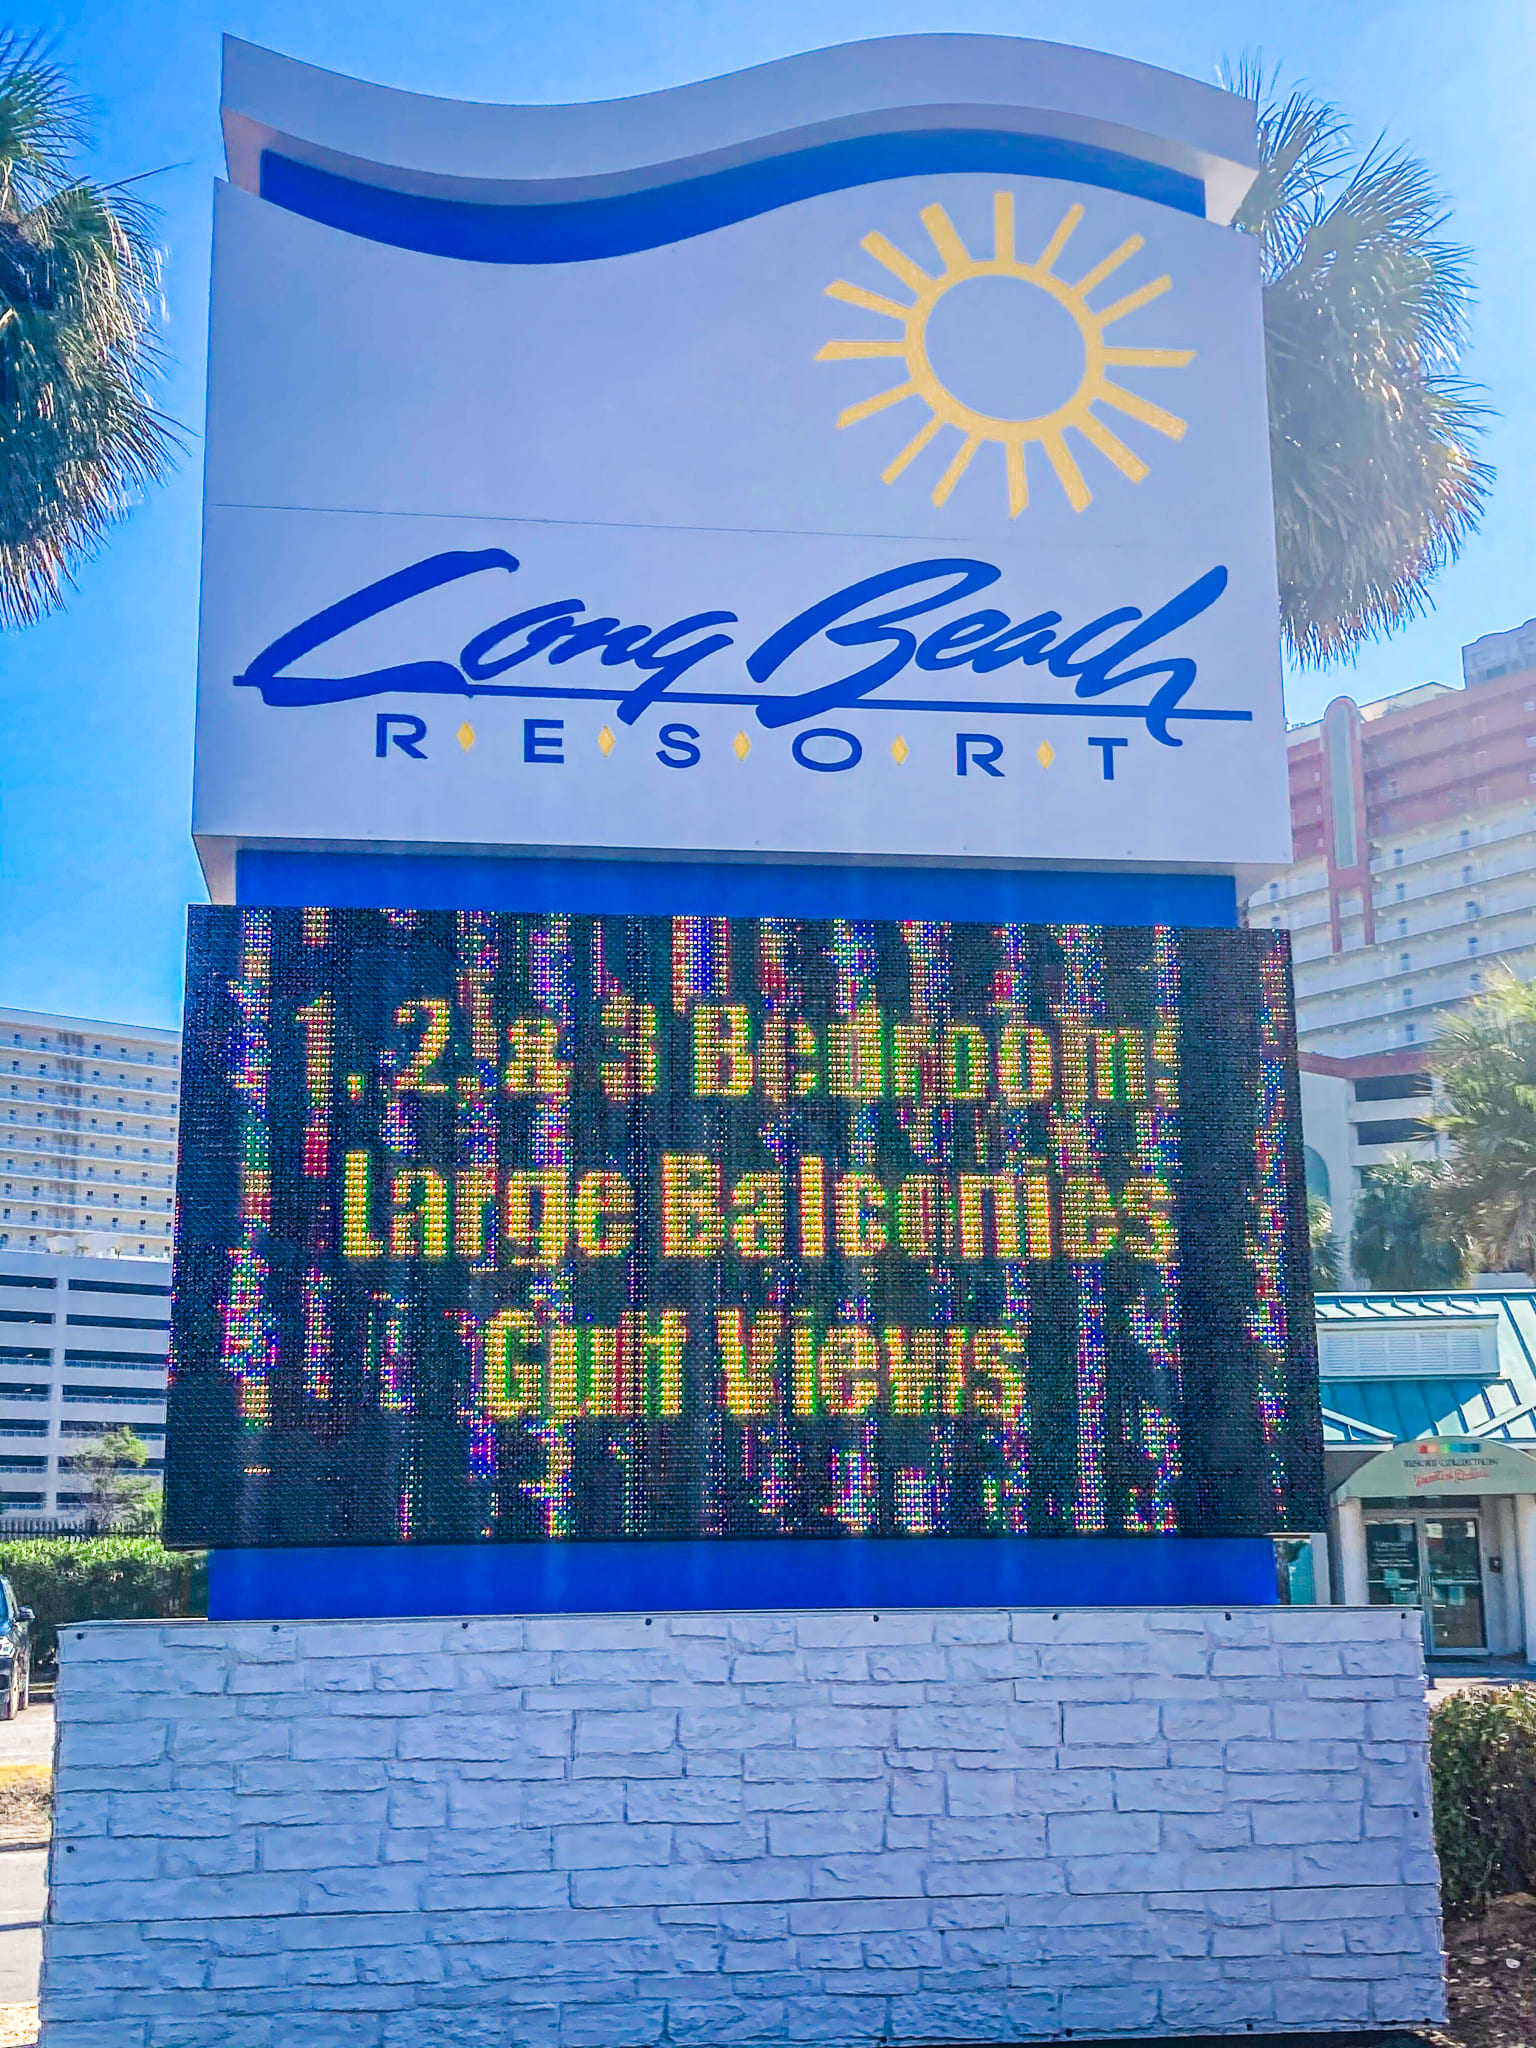 Long Beach
RESORT
1, 2, & 3 Bedroom
Large Balconies
Gulf Views